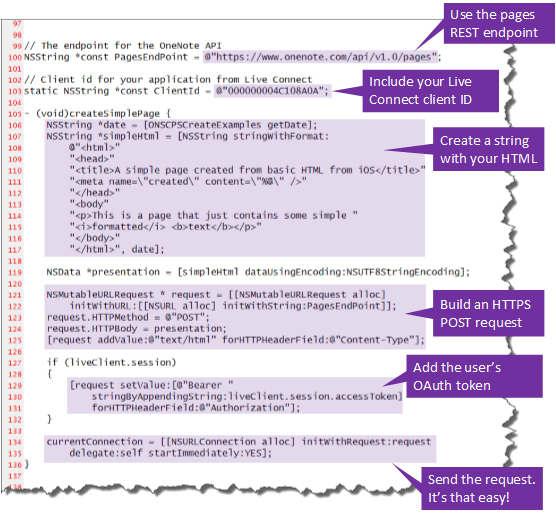 97
98
99 // The endpoint for the OneNote API
100 NSString *const PagesEndPoint = @"https://www.onenote.com/api/v1.0/pages";
101
102 // Client id for your application from Live Connect
103 static NSString *const ClientId = @"000000004C108A0A";
104
105 - (void)createSimplePage {
106 NSString *date = [ONSCPSCreateExamples getDate];
107 NSString *simpleHtml = [NSString stringWithFormat:
108 @"<html>"
109 "<head>"
110 "<title>A simple page created from basic HTML from iOS</title>"
111 "<meta name=\"created\" content=\"%@\" />"
112 "</head>"
113 "<body"
114 "<p>This is a page that just contains some simple "
115 "<i>formatted</i> <b>text</b></p>"
116 "</body>"
117 "</html>", date];
118
119 NSData *presentation = [simpleHtml dataUsingEncoding:NSUTF8StringEncoding];
120
121 NSMutableURLRequest * request = [[NSMutableURLRequest alloc]
122 initWithURL:[[NSURL alloc] initWithString:PagesEndPoint]];
123 request.HTTPMethod = @"POST";
124 request.HTTPBody = presentation;
125 [request addValue:@"text/html" forHTTPHeaderField:@"Content-Type"];
126
127 if (liveClient.session)
128 {
129 [request setValue:[@"Bearer "
130 stringByAppendingString:liveClient.session.accessToken]
131 forHTTPHeaderField:@"Authorization"];
132 }
133
134 currentConnection = [[NSURLConnection alloc] initWithRequest:request
135 delegate:self startImmediately:YES];
136 }
137
138
Use the pages
REST endpoint
Include your Live
Connect client ID
Create a string
with your HTML
Build an HTTPS
POST request
Add the user's
OAuth token
Send the request.
It's that easy!